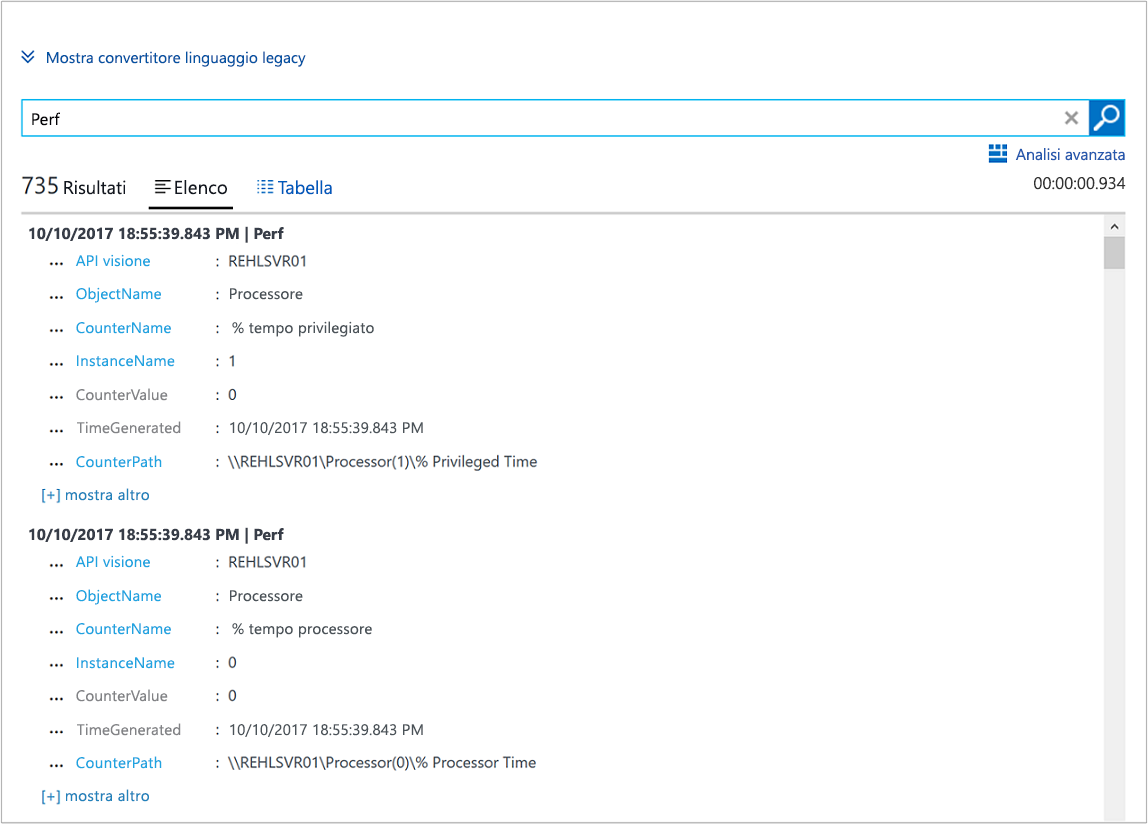 Mostra convertitore linguaggio legacy
Perf
Analisi avanzata
735 Risultati Elenco Tabella 00:00:00.934
10/10/2017 18:55:39.843 PM | Perf
... API visione : REHLSVR01
... ObjectName : Processore
... CounterName : % tempo privilegiato
... InstanceName : 1
... CounterValue : 0
... TimeGenerated : 10/10/2017 18:55:39.843 PM
... CounterPath : \\REHLSVR01\Processor(1)\% Privileged Time
[+] mostra altro
10/10/2017 18:55:39.843 PM | Perf
... API visione : REHLSVR01
... ObjectName : Processore
... CounterName : % tempo processore
... InstanceName : 0
... CounterValue : 0
... TimeGenerated : 10/10/2017 18:55:39.843 PM
... CounterPath : \\REHLSVR01\Processor(0)\% Processor Time
[+] mostra altro